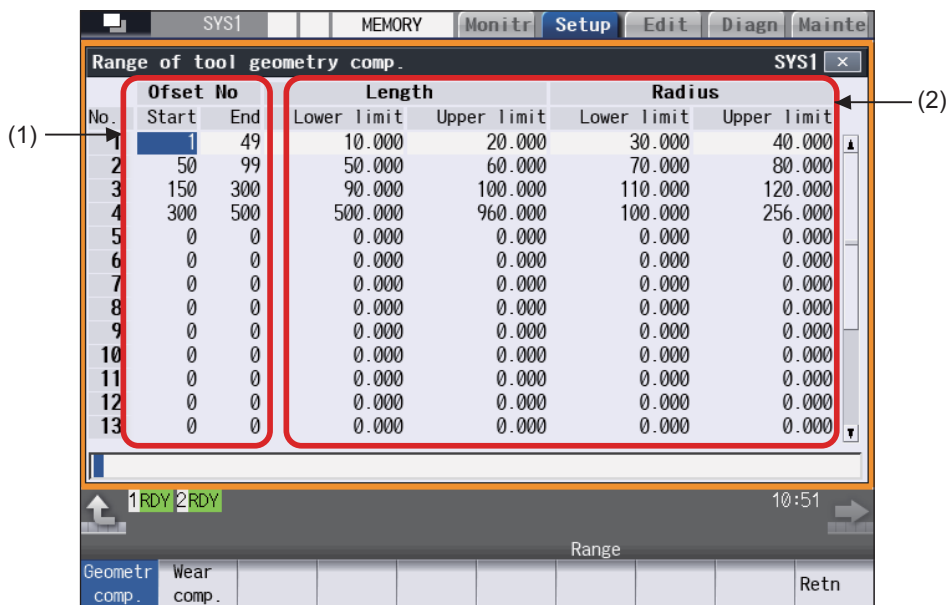 SYS1 MEMORY Monitr Setup Edit Diagn Mainte
Range of tool geometry comp. SYS1 ×
Ofset No Length Radius
No. Start End Lower limit Upper limit Lower limit Upper limit
(2)
(1)
1 1 49 10.000 20.000 30.000 40.000
2 50 99 50.000 60.000 70.000 80.000
3 150 300 90.000 100.000 110.000 120.000
4 300 500 500.000 960.000 100.000 256.000
5 0 0 0.000 0.000 0.000 0.000
6 0 0 0.000 0.000 0.000 0.000
7 0 0 0.000 0.000 0.000 0.000
8 0 0 0.000 0.000 0.000 0.000
9 0 0 0.000 0.000 0.000 0.000
10 0 0 0.000 0.000 0.000 0.000
11 0 0 0.000 0.000 0.000 0.000
12 0 0 0.000 0.000 0.000 0.000
13 0 0 0.000 0.000 0.000 0.000
1 RDY 2 RDY 10:51
Range
Geometr comp. Wear comp. Retn